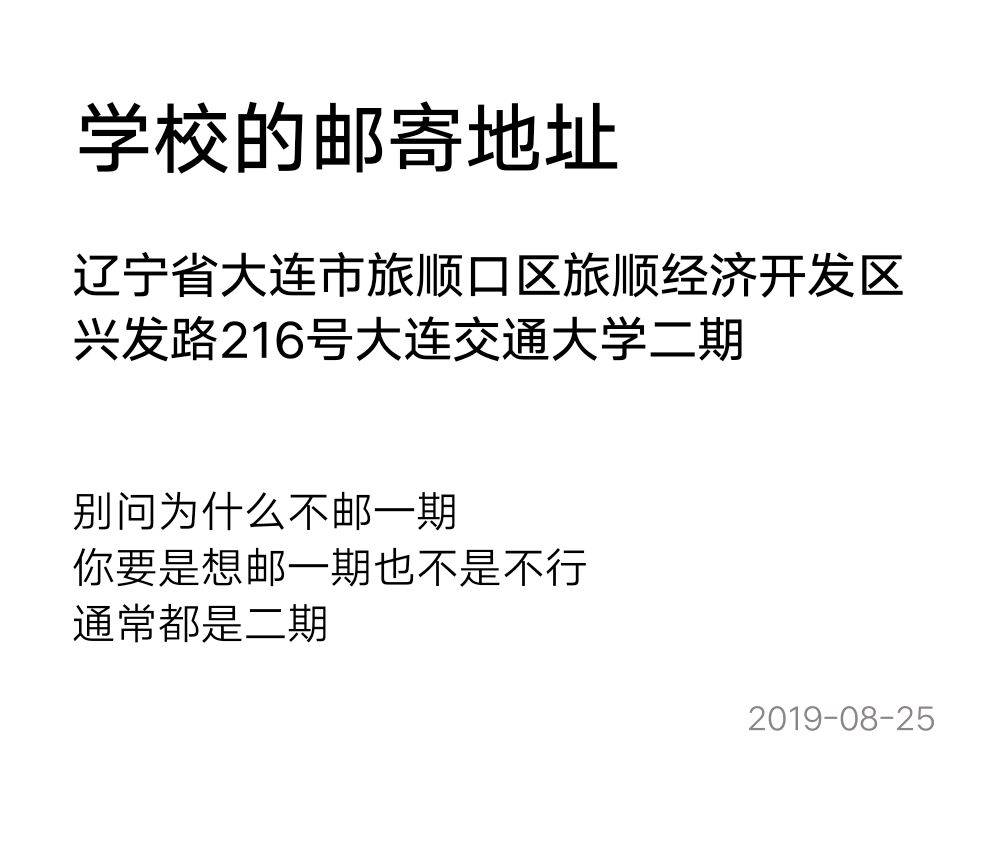 学校的邮寄地址
辽宁省大连市旅顺口区旅顺经济开发区
兴发路216号大连交通大学二期
别问为什么不邮一期
你要是想邮一期也不是不行
通常都是二期
2019-08-25